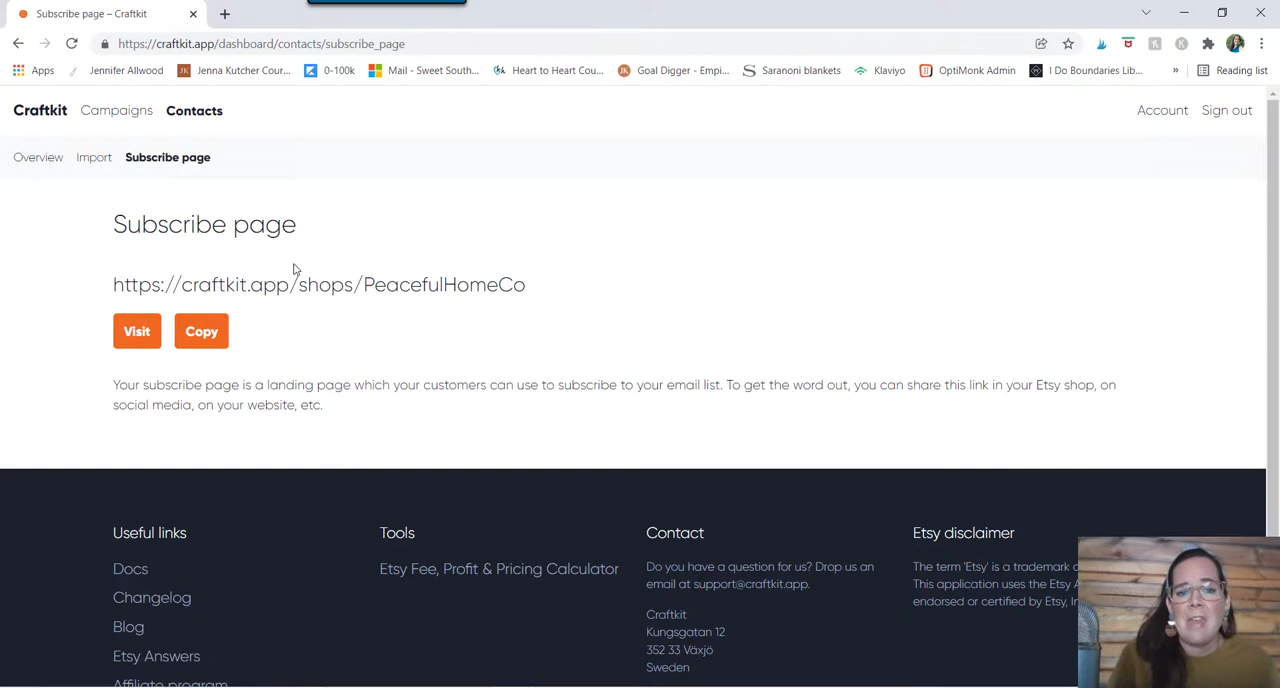 Subscribe page – Craftkit
https://craftkit.app/dashboard/contacts/subscribe_page
Apps Jennifer Allwood Jenna Kutcher Cour... 0-100k Mail - Sweet South... Heart to Heart Cou... Goal Digger - Empi... Saranoni blankets Klaviyo OptiMonk Admin I Do Boundaries Lib... » Reading list
Craftkit Campaigns Contacts Account Sign out
Overview Import Subscribe page
Subscribe page
https://craftkit.app/shops/PeacefulHomeCo
Visit Copy
Your subscribe page is a landing page which your customers can use to subscribe to your email list. To get the word out, you can share this link in your Etsy shop, on
social media, on your website, etc.
Useful links
Docs
Changelog
Blog
Etsy Answers
Affiliate program
Tools
Etsy Fee, Profit & Pricing Calculator
Contact
Do you have a question for us? Drop us an
email at support@craftkit.app.
Craftkit
Kungsgatan 12
352 33 Växjö
Sweden
Etsy disclaimer
The term 'Etsy' is a trademark
This application uses the Etsy
endorsed or certified by Etsy,